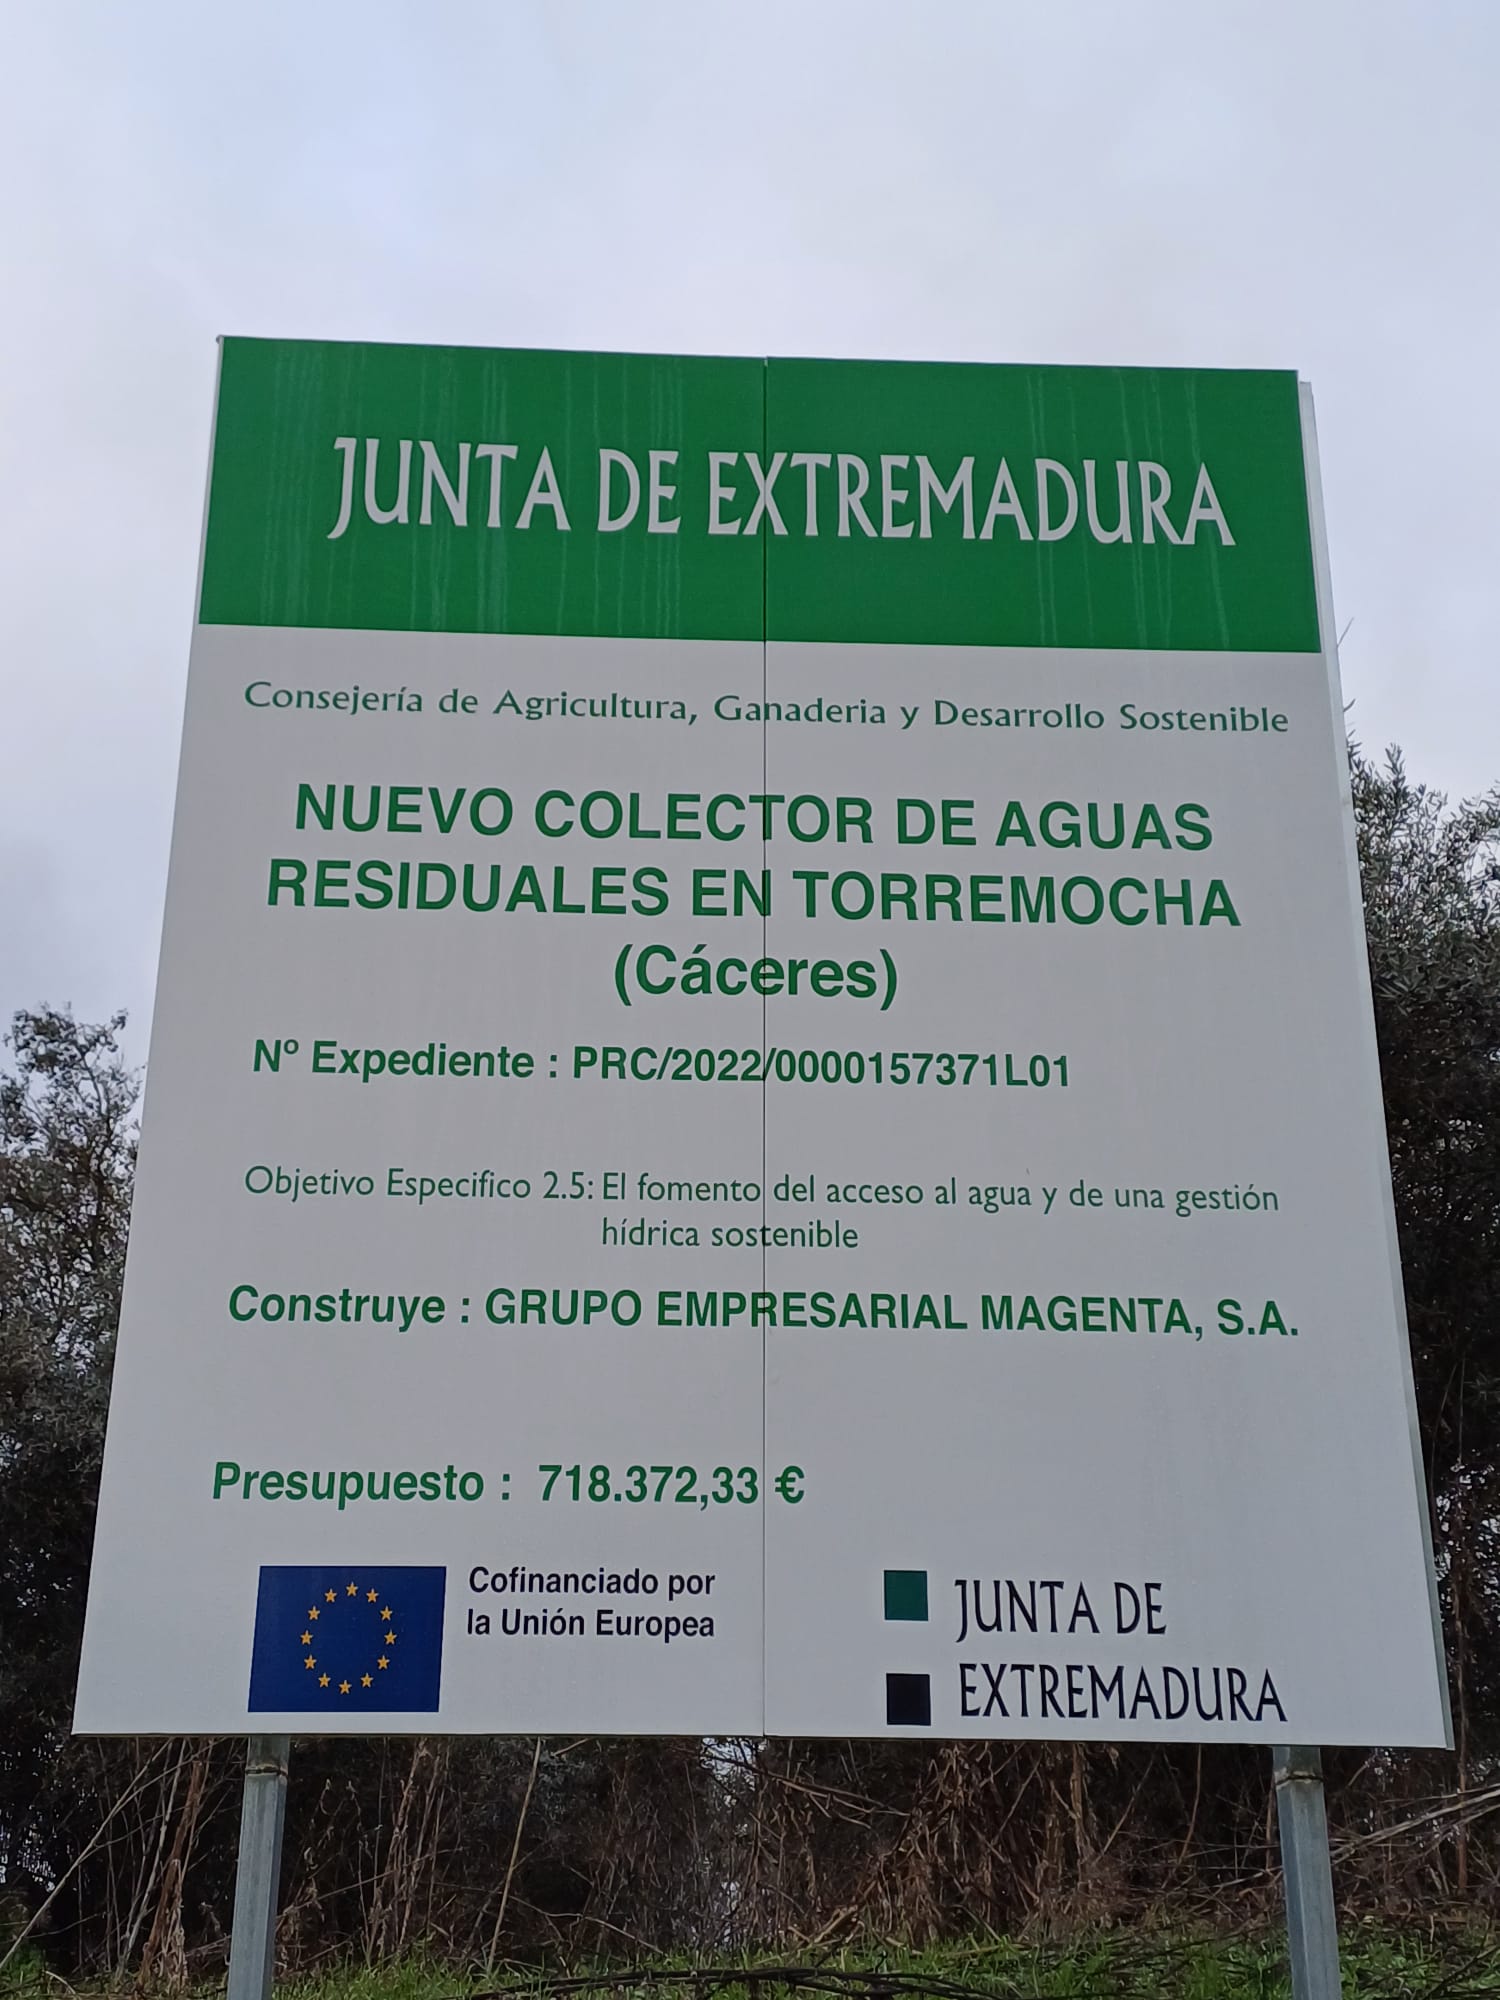 JUNTA DE EXTREMADURA
Consejería de Agricultura, Ganaderia y Desarrollo Sostenible
NUEVO COLECTOR DE AGUAS
RESIDUALES EN TORREMOCHA
(Cáceres)
Nº Expediente : PRC/2022/0000157371L01
Objetivo Especifico 2.5: El fomento del acceso al agua y de una gestión
hídrica sostenible
Construye : GRUPO EMPRESARIAL MAGENTA, S.A.
Presupuesto : 718.372,33 €
Cofinanciado por
la Unión Europea
JUNTA DE
EXTREMADURA